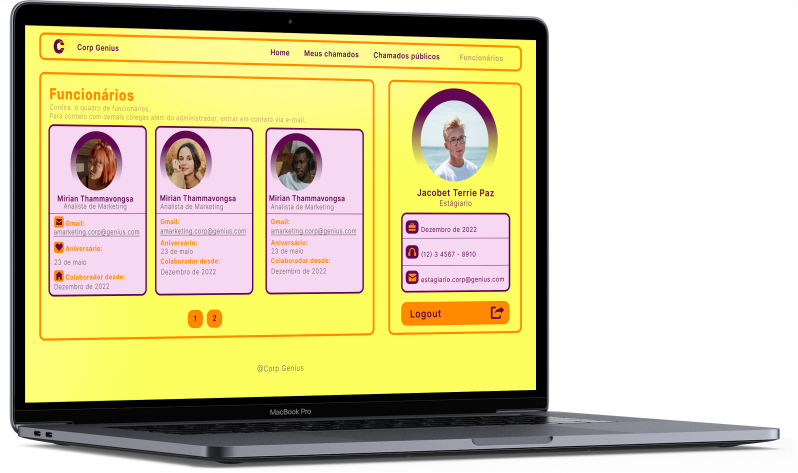 C Corp Genius Home Meus chamados Chamados públicos Funcionários
Funcionários
Confira o quadro de funcionários.
Para contato com demais colegas além do administrador, entrar em contato via e-mail.
Mirian Thammavongsa
Analista de Marketing
Gmail:
amarketing.corp@genius.com
Aniversário:
23 de maio
Colaborador desde:
Dezembro de 2022
Mirian Thammavongsa
Analista de Marketing
Gmail:
amarketing.corp@genius.com
Aniversário:
23 de maio
Colaborador desde:
Dezembro de 2022
Mirian Thammavongsa
Analista de Marketing
Gmail:
amarketing.corp@genius.com
Aniversário:
23 de maio
Colaborador desde:
Dezembro de 2022
1 2
Jacobet Terrie Paz
Estágiario
Dezembro de 2022
(12) 3 4567 - 8910
estagiario.corp@genius.com
Logout
@Corp Genius
MacBook Pro